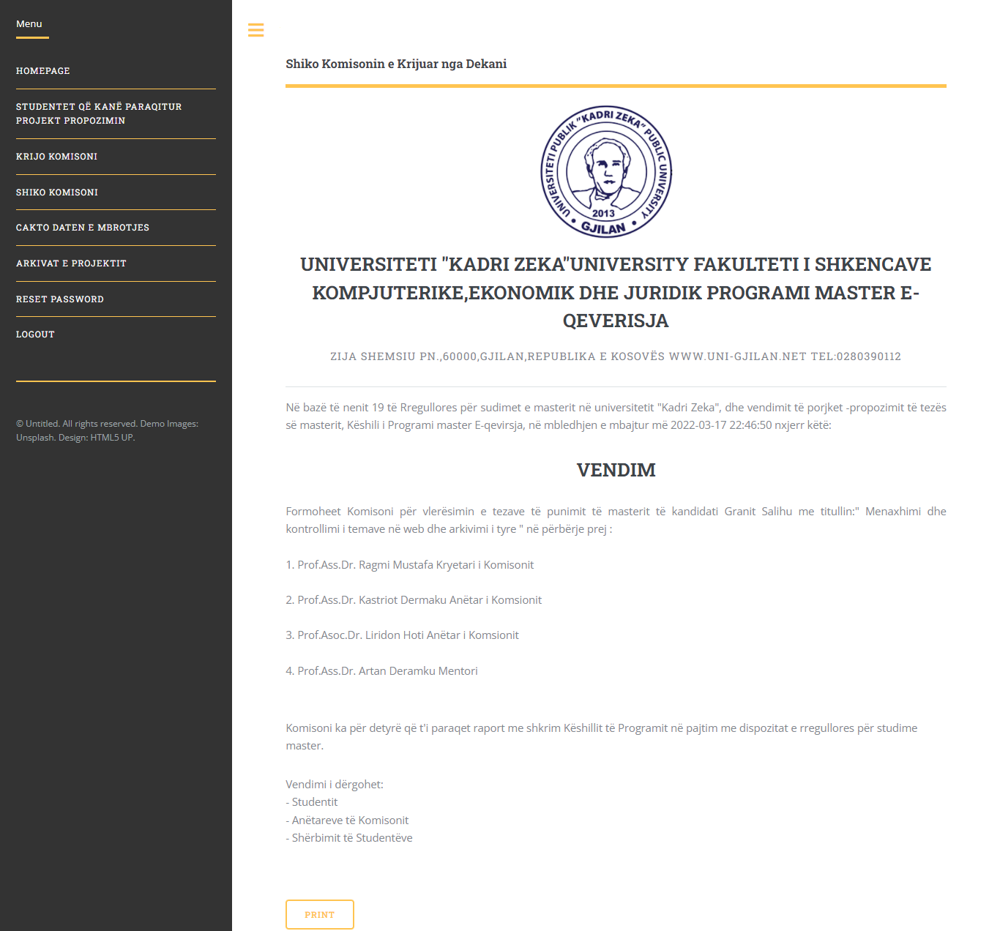 Menu
HOMEPAGE
STUDENTET QË KANË PARAQITUR
PROJEKT PROPOZIMIN
KRIJO KOMISONI
SHIKO KOMISONI
CAKTO DATEN E MBROTJES
ARKIVAT E PROJEKTIT
RESET PASSWORD
LOGOUT
© Untitled. All rights reserved. Demo Images:
Unsplash. Design: HTML5 UP.
Shiko Komisonin e Krijuar nga Dekani
UNIVERSITETI PUBLIK "KADRI ZEKA" PUBLIC UNIVERSITY
2013
• GJILAN •
UNIVERSITETI "KADRI ZEKA"UNIVERSITY FAKULTETI I SHKENCAVE
KOMPJUTERIKE,EKONOMIK DHE JURIDIK PROGRAMI MASTER E-
QEVERISJA
ZIJA SHEMSIU PN.,60000,GJILAN,REPUBLIKA E KOSOVËS WWW.UNI-GJILAN.NET TEL:0280390112
Në bazë të nenit 19 të Rregullores për sudimet e masterit në universitetit "Kadri Zeka", dhe vendimit të porjket -propozimit të tezës
së masterit, Këshili i Programi master E-qevirsja, në mbledhjen e mbajtur më 2022-03-17 22:46:50 nxjerr këtë:
VENDIM
Formoheet Komisoni për vlerësimin e tezave të punimit të masterit të kandidati Granit Salihu me titullin:" Menaxhimi dhe
kontrollimi i temave në web dhe arkivimi i tyre " në përbërje prej :
1. Prof.Ass.Dr. Ragmi Mustafa Kryetari i Komisonit
2. Prof.Ass.Dr. Kastriot Dermaku Anëtar i Komsionit
3. Prof.Asoc.Dr. Liridon Hoti Anëtar i Komsionit
4. Prof.Ass.Dr. Artan Deramku Mentori
Komisoni ka për detyrë që t'i paraqet raport me shkrim Këshillit të Programit në pajtim me dispozitat e rregullores për studime
master.
Vendimi i dërgohet:
- Studentit
- Anëtareve të Komisonit
- Shërbimit të Studentëve
PRINT